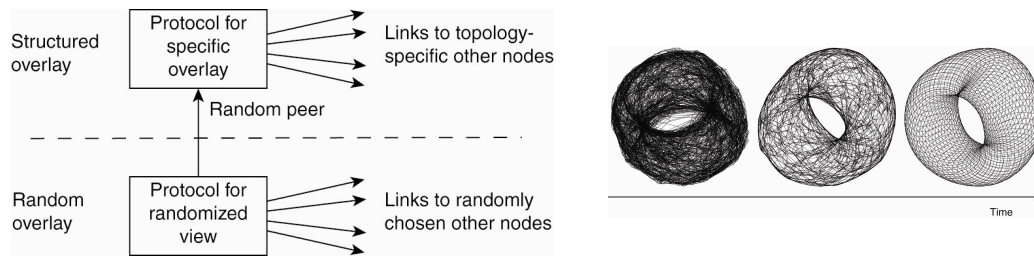 Structured
overlay
Protocol for
specific
overlay
Links to topology-
specific other nodes
Random peer
Random
overlay
Protocol for
randomized
view
Links to randomly
chosen other nodes
Time